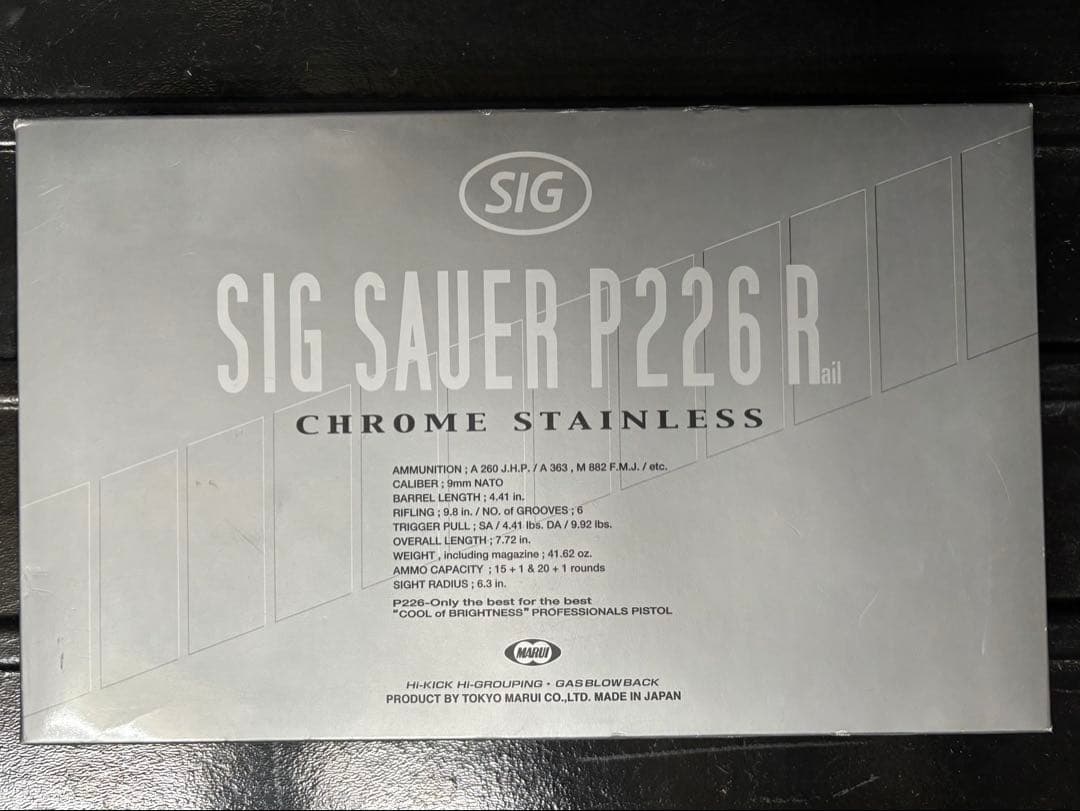 SIG
SIG SAUER P226 Rail
CHROME STAINLESS
AMMUNITION ; A 260 J.H.P. / A 363 , M 882 F.M.J. / etc.
CALIBER ; 9mm NATO
BARREL LENGTH ; 4.41 in.
RIFLING ; 9.8 in. / NO. of GROOVES ; 6
TRIGGER PULL ; SA / 4.41 lbs. DA / 9.92 lbs.
OVERALL LENGTH ; 7.72 in.
WEIGHT , including magazine ; 41.62 oz.
AMMO CAPACITY ; 15 + 1 & 20 + 1 rounds
SIGHT RADIUS ; 6.3 in.
P226-Only the best for the best
"COOL of BRIGHTNESS" PROFESSIONALS PISTOL
MARUI
HI-KICK HI-GROUPING • GAS BLOW BACK
PRODUCT BY TOKYO MARUI CO.,LTD. MADE IN JAPAN